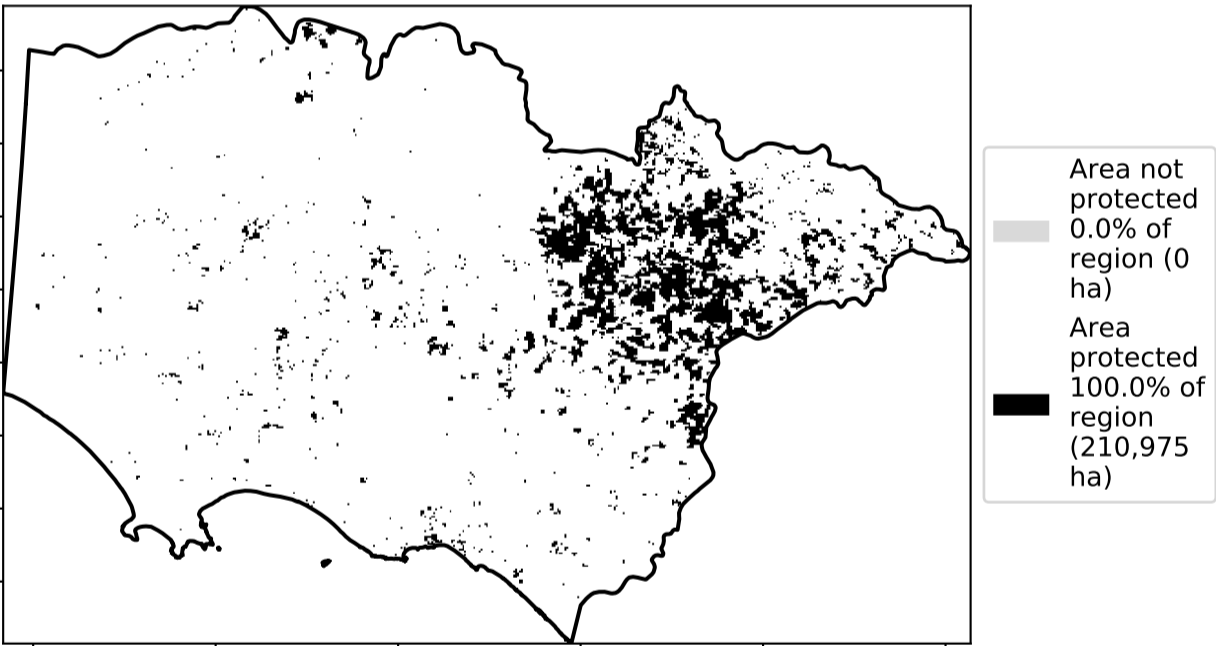 Area not
protected
0.0% of
region (0
ha)
Area
protected
100.0% of
region
(210,975
ha)